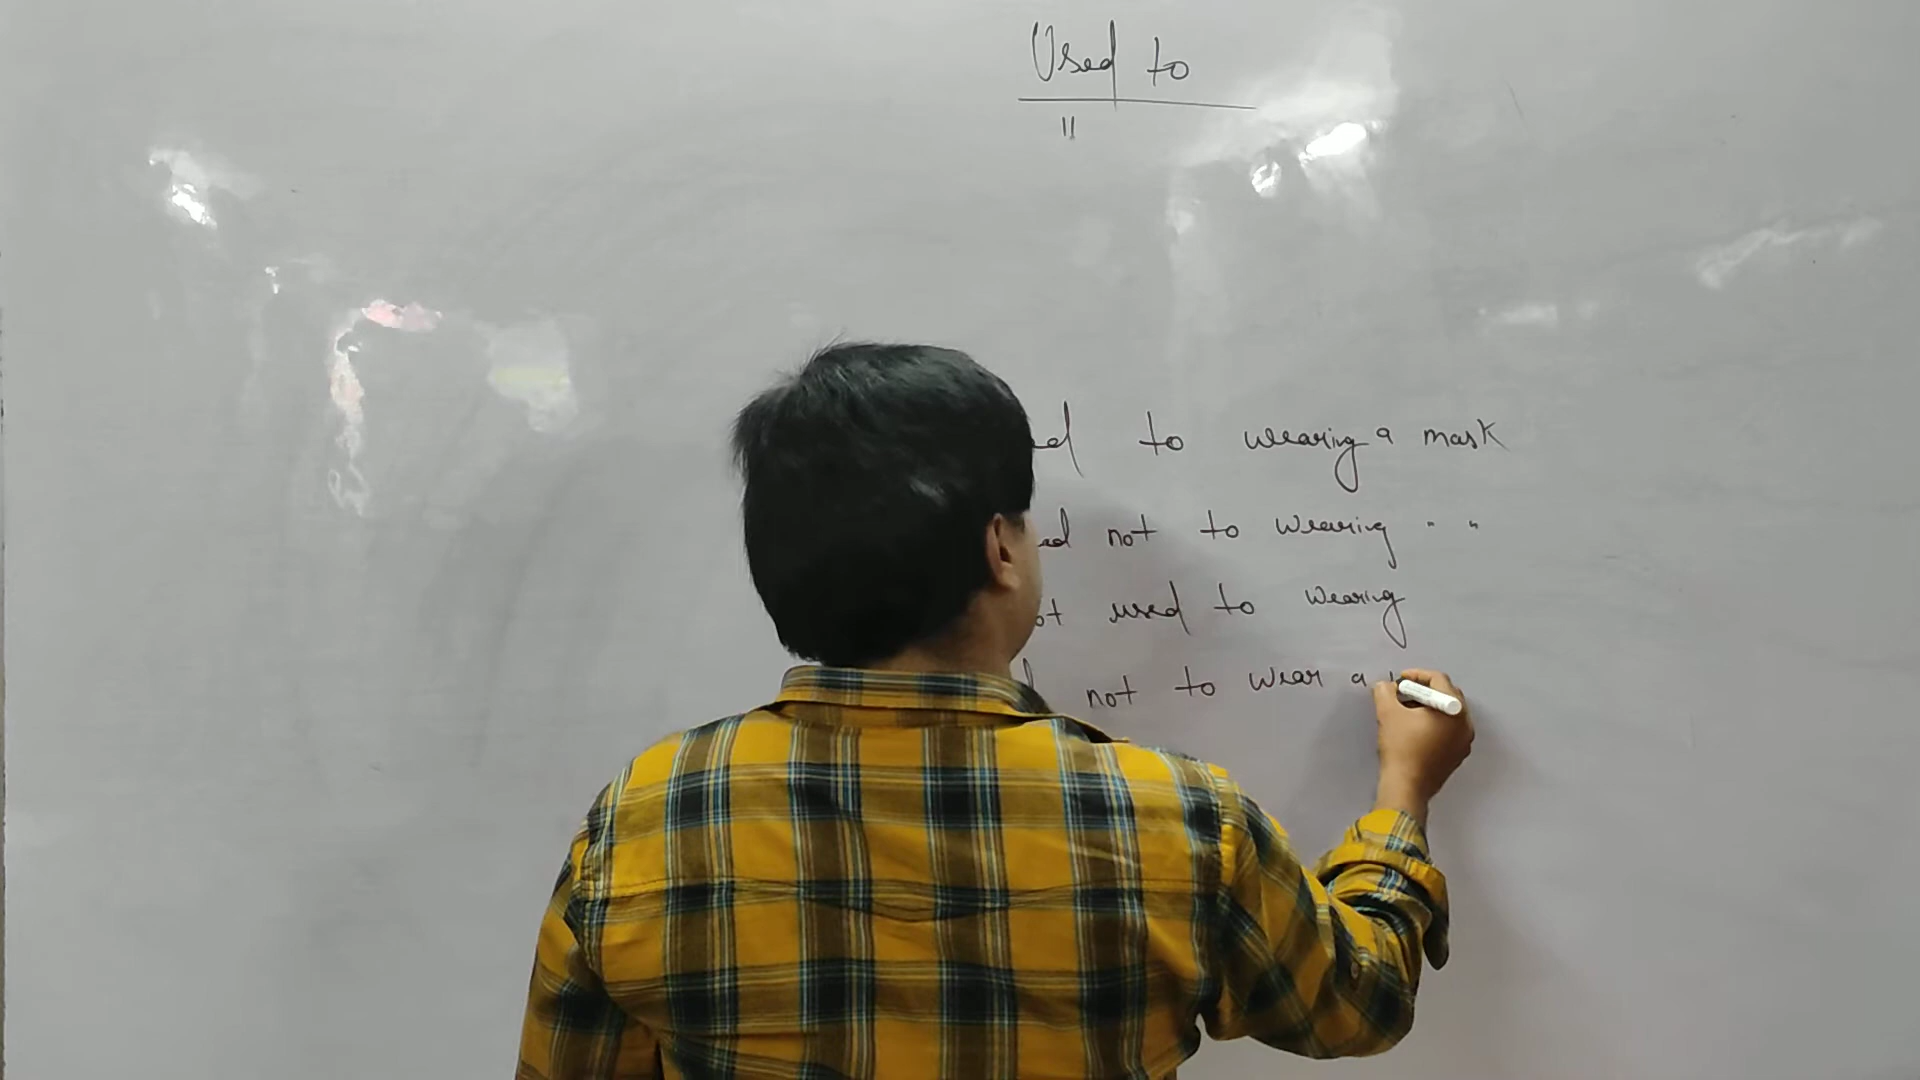 Used to
"
to wearing a mask
not to wearing " "
used to wearing
not to wear a